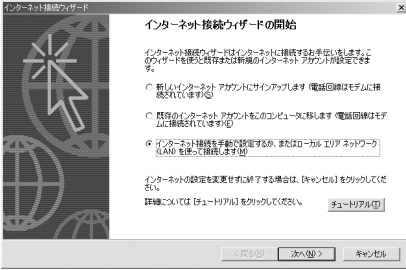 インターネット接続ウィザード
インターネット接続ウィザードの開始
インターネット接続ウィザードはインターネットに接続するお手伝いをします。こ
のウィザードを使うと既存または新規のインターネット アカウントが設定できま
す。
新しいインターネット アカウントにサインアップします (電話回線はモデムに接
続されています)(S)
既存のインターネット アカウントをこのコンピュータに移します (電話回線はモデ
ムに接続されています)(E)
インターネット接続を手動で設定するか、またはローカル エリア ネットワーク
(LAN) を使って接続します(M)
インターネットの設定を変更せずに終了する場合は、[キャンセル] をクリックしてくだ
さい。
詳細については [チュートリアル] をクリックしてください。
チュートリアル(T)
< 戻る(B)
次へ(N) >
キャンセル